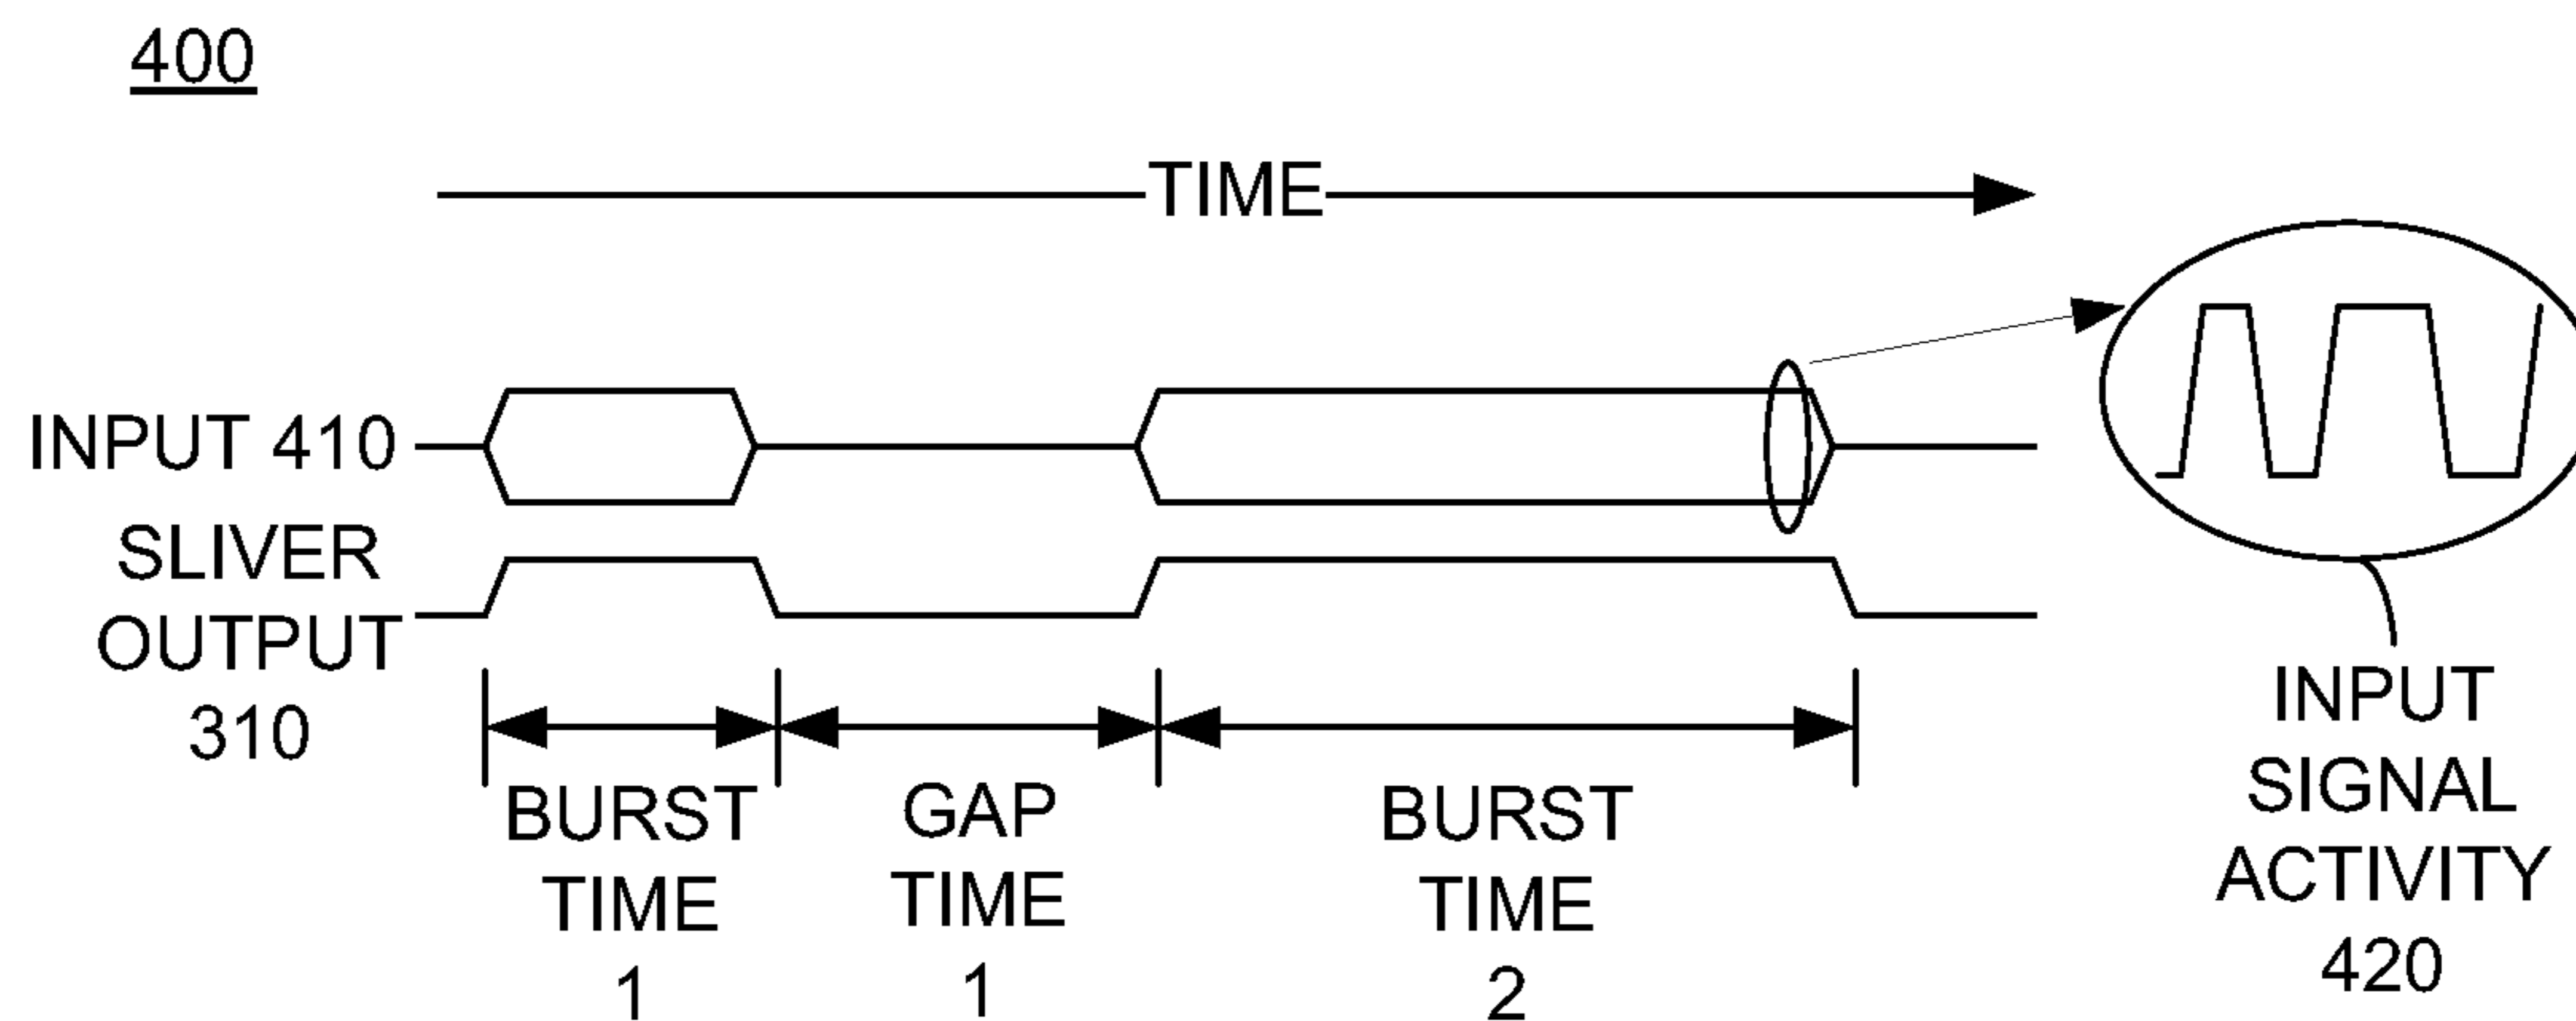 400
TIME
INPUT 410
SLIVER
OUTPUT
310
BURST
TIME
1
GAP
TIME
1
BURST
TIME
2
INPUT
SIGNAL
ACTIVITY
420